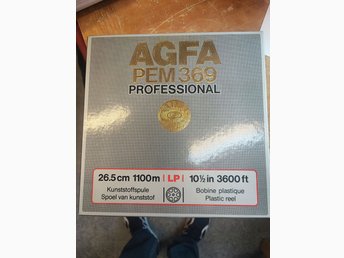 AGFA
PEM 369
PROFESSIONAL
26.5 cm 1100 m | LP | 10½ in 3600 ft
Kunststoffspule Bobine plastique
Spoel van kunststof Plastic reel